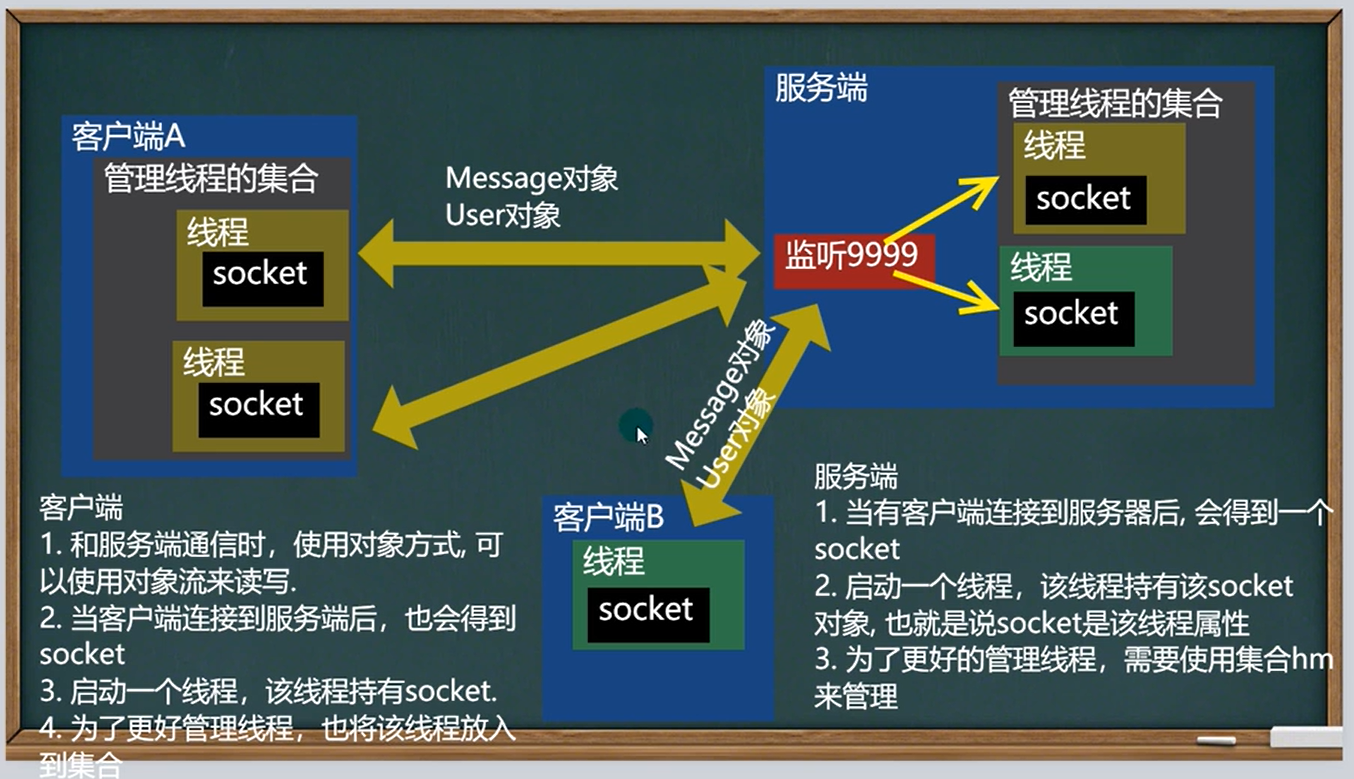 客户端A
管理线程的集合
线程
socket
线程
socket
Message对象
User对象
服务端
监听9999
管理线程的集合
线程
socket
线程
socket
Message对象
User对象
客户端B
线程
socket
客户端
1. 和服务端通信时，使用对象方式, 可
以使用对象流来读写.
2. 当客户端连接到服务端后，也会得到
socket
3. 启动一个线程，该线程持有socket.
4. 为了更好管理线程，也将该线程放入
到集合
服务端
1. 当有客户端连接到服务器后, 会得到一个
socket
2. 启动一个线程，该线程持有该socket
对象, 也就是说socket是该线程属性
3. 为了更好的管理线程，需要使用集合hm
来管理